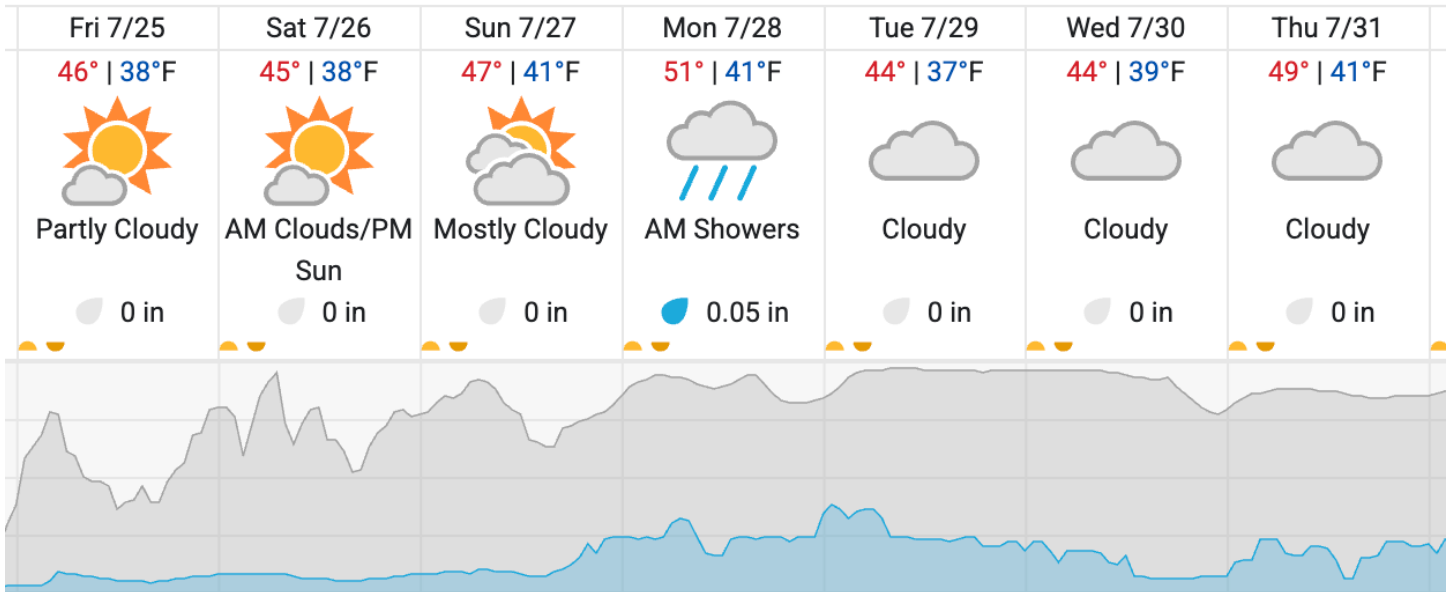 Fri 7/25 Sat 7/26 Sun 7/27 Mon 7/28 Tue 7/29 Wed 7/30 Thu 7/31
46° | 38°F 45° | 38°F 47° | 41°F 51° | 41°F 44° | 37°F 44° | 39°F 49° | 41°F
Partly Cloudy AM Clouds/PM Mostly Cloudy AM Showers Cloudy Cloudy Cloudy
Sun
0 in 0 in 0 in 0.05 in 0 in 0 in 0 in